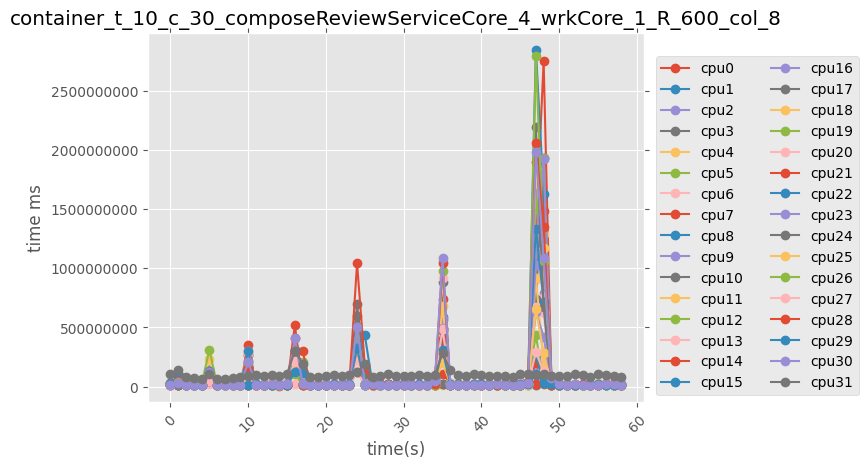 container_t_10_c_30_composeReviewServiceCore_4_wrkCore_1_R_600_col_8
time ms
2500000000
2000000000
1500000000
1000000000
500000000
0
0
10
20
30
40
50
60
time(s)
cpu0
cpu1
cpu2
cpu3
cpu4
cpu5
cpu6
cpu7
cpu8
cpu9
cpu10
cpu11
cpu12
cpu13
cpu14
cpu15
cpu16
cpu17
cpu18
cpu19
cpu20
cpu21
cpu22
cpu23
cpu24
cpu25
cpu26
cpu27
cpu28
cpu29
cpu30
cpu31